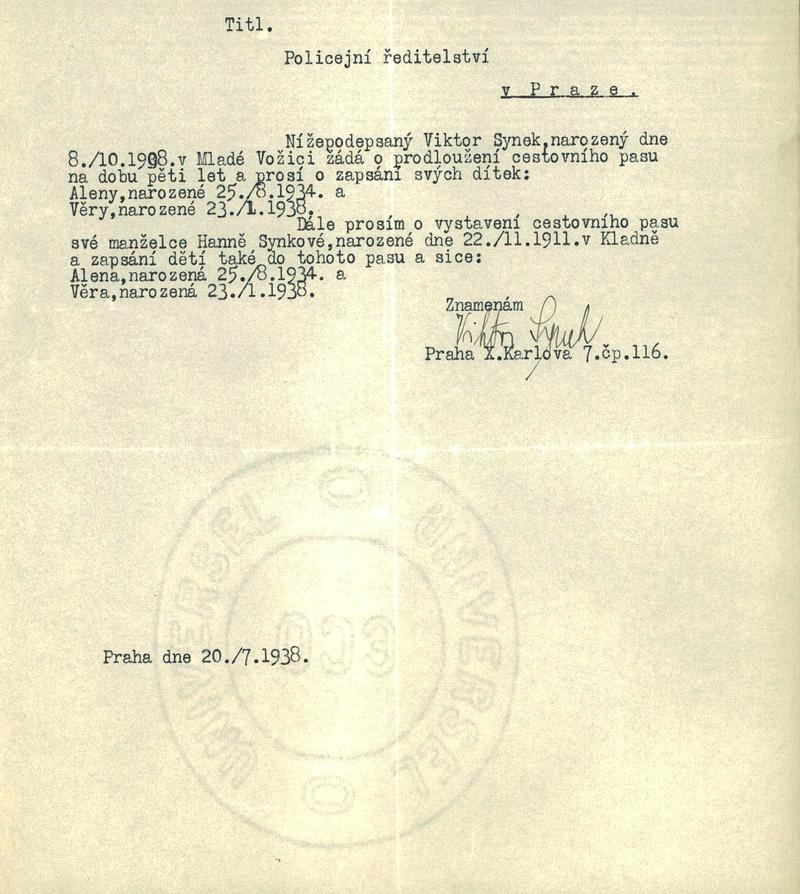 Titl.
Policejní ředitelství
v Praze.
Nížepodepsaný Viktor Synek,narozený dne
8./10.1908.v Mladé Vožici žádá o prodloužení cestovního pasu
na dobu pěti let a prosí o zapsání svých dítek:
Aleny,narozené 25./8.1934. a
Věry,narozené 23./1.1938.
Dále prosím o vystavení cestovního pasu
své manželce Hanně Synkové,narozené dne 22./11.1911.v Kladně
a zapsání dětí také do tohoto pasu a sice:
Alena,narozená 25./8.1934. a
Věra,narozená 23./1.1938.
Znamenám
Viktor Synek
Praha X.Karlova 7.čp.116.
UNIVERSEL UNIVERSEL
Praha dne 20./7.1938.